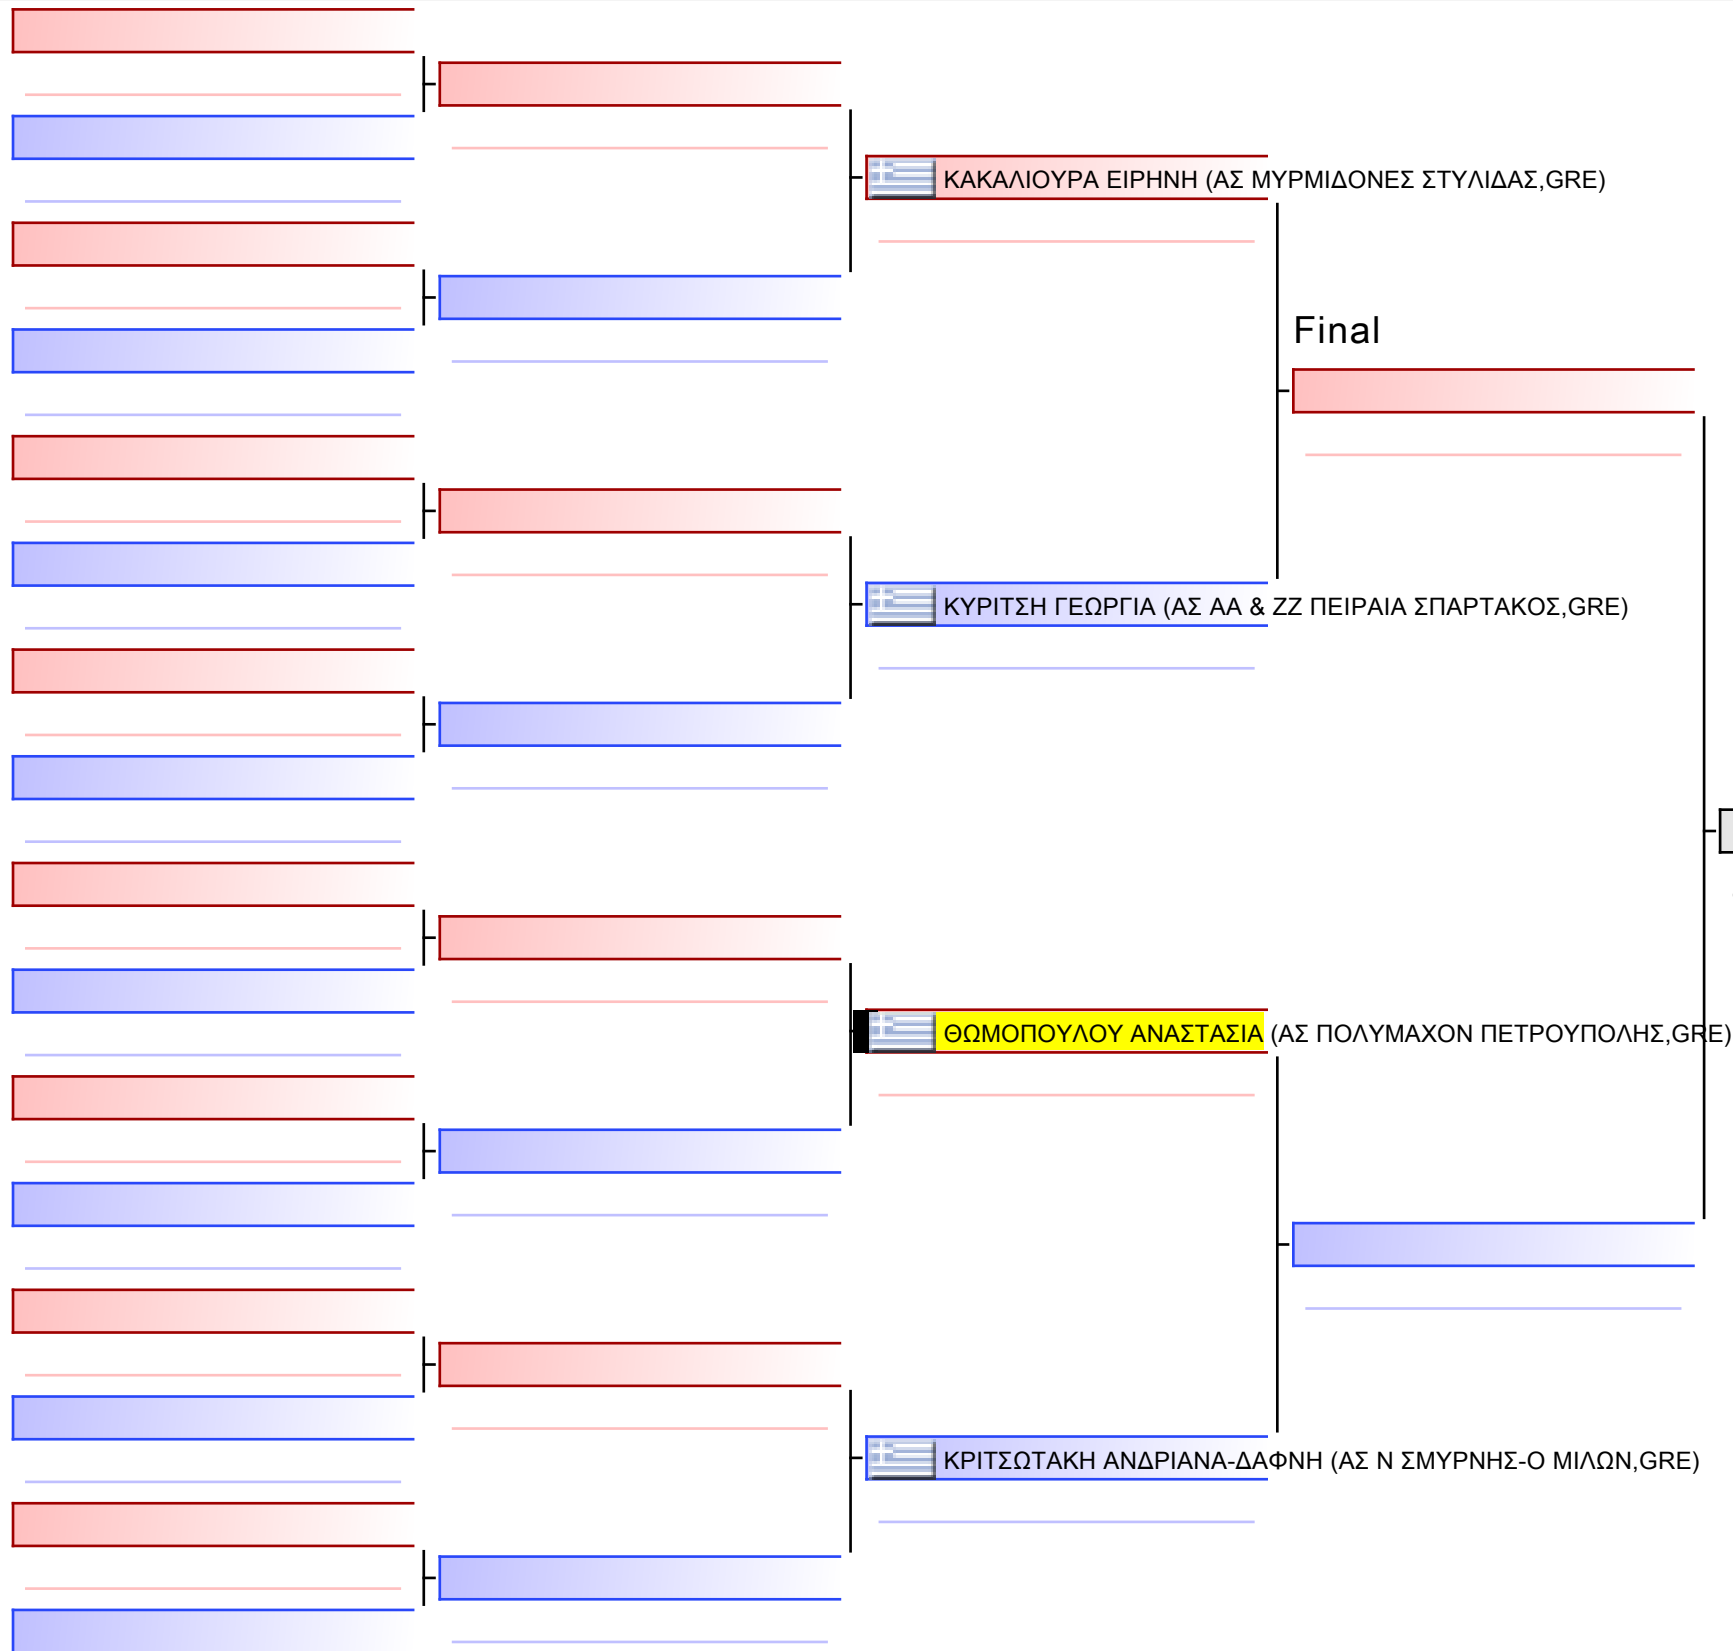 ΚΑΚΑΛΙΟΥΡΑ ΕΙΡΗΝΗ (ΑΣ ΜΥΡΜΙΔΟΝΕΣ ΣΤΥΛΙΔΑΣ,GRE)
Final
ΚΥΡΙΤΣΗ ΓΕΩΡΓΙΑ (ΑΣ ΑΑ & ΖΖ ΠΕΙΡΑΙΑ ΣΠΑΡΤΑΚΟΣ,GRE)
ΘΩΜΟΠΟΥΛΟΥ ΑΝΑΣΤΑΣΙΑ (ΑΣ ΠΟΛΥΜΑΧΟΝ ΠΕΤΡΟΥΠΟΛΗΣ,GRE)
ΚΡΙΤΣΩΤΑΚΗ ΑΝΔΡΙΑΝΑ-ΔΑΦΝΗ (ΑΣ Ν ΣΜΥΡΝΗΣ-Ο ΜΙΛΩΝ,GRE)